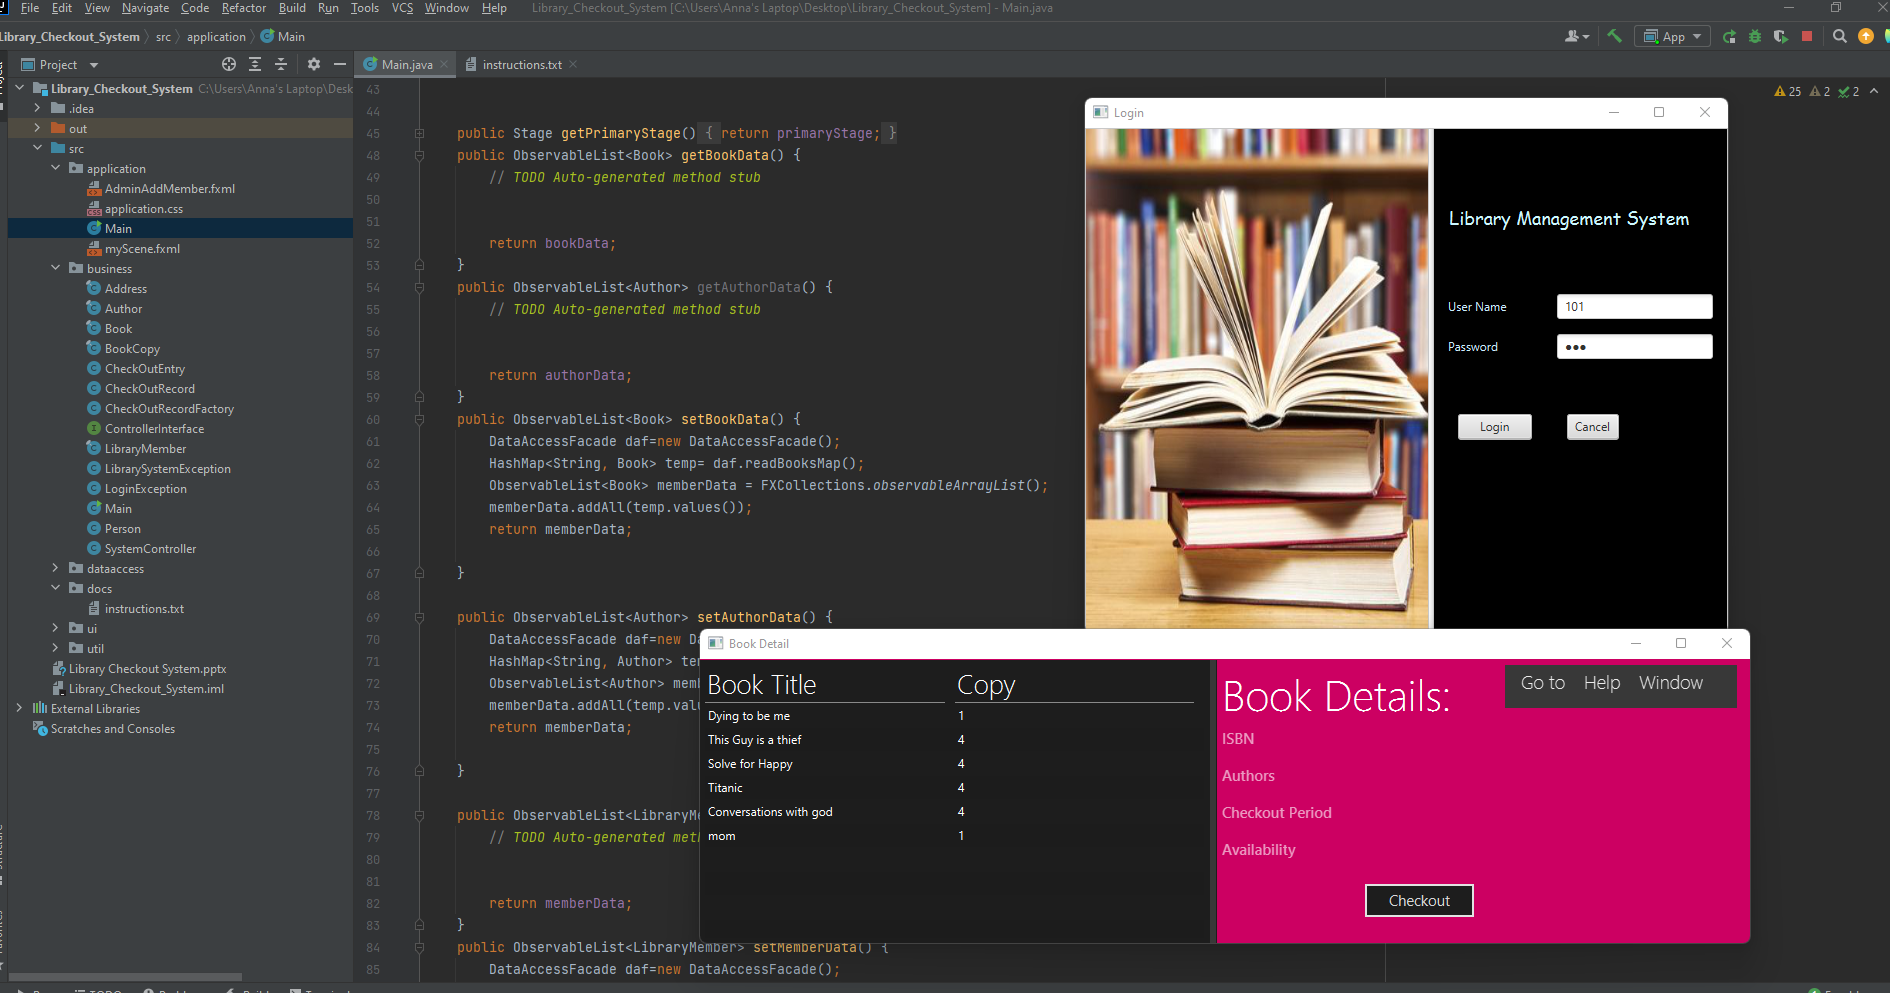 File Edit View Navigate Code Refactor Build Run Tools VCS Window Help Library_Checkout_System [C:\Users\Anna's Laptop\Desktop\Library_Checkout_System] - Main.java
Library_Checkout_System src application Main
App
Project
Main.java
instructions.txt
Library_Checkout_System C:\Users\Anna's Laptop\Desk
.idea
out
src
application
AdminAddMember.fxml
application.css
Main
myScene.fxml
business
Address
Author
Book
BookCopy
CheckOutEntry
CheckOutRecord
CheckOutRecordFactory
ControllerInterface
LibraryMember
LibrarySystemException
LoginException
Main
Person
SystemController
dataaccess
docs
instructions.txt
ui
util
Library Checkout System.pptx
Library_Checkout_System.iml
External Libraries
Scratches and Consoles
25 2 2
43
44
45 public Stage getPrimaryStage() { return primaryStage; }
48 public ObservableList<Book> getBookData() {
49 // TODO Auto-generated method stub
50
51
52 return bookData;
53 }
54 public ObservableList<Author> getAuthorData() {
55 // TODO Auto-generated method stub
56
57
58 return authorData;
59 }
60 public ObservableList<Book> setBookData() {
61 DataAccessFacade daf=new DataAccessFacade();
62 HashMap<String, Book> temp= daf.readBooksMap();
63 ObservableList<Book> memberData = FXCollections.observableArrayList();
64 memberData.addAll(temp.values());
65 return memberData;
66
67 }
68
69 public ObservableList<Author> setAuthorData() {
70 DataAccessFacade daf=new Da
71 HashMap<String, Author> te
72 ObservableList<Author> mem
73 memberData.addAll(temp.valu
74 return memberData;
75
76 }
77
78 public ObservableList<LibraryMe
79 // TODO Auto-generated met
80
81
82 return memberData;
83 }
84 public ObservableList<LibraryMember> setMemberData() {
85 DataAccessFacade daf=new DataAccessFacade();
Login
Library Management System
User Name 101
Password •••
Login Cancel
Book Detail
Book Title Copy
Dying to be me 1
This Guy is a thief 4
Solve for Happy 4
Titanic 4
Conversations with god 4
mom 1
Book Details:
Go to Help Window
ISBN
Authors
Checkout Period
Availability
Checkout